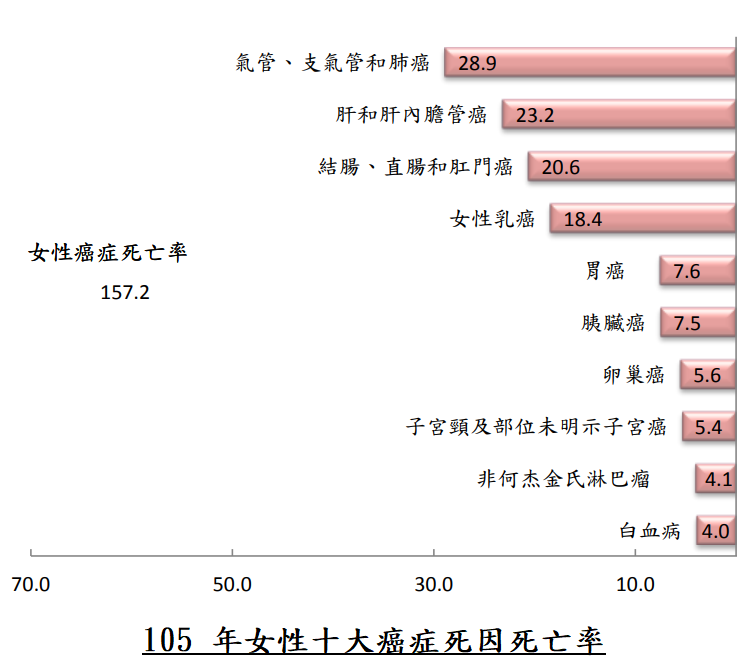 氣管、支氣管和肺癌 28.9
肝和肝內膽管癌 23.2
結腸、直腸和肛門癌 20.6
女性乳癌 18.4
女性癌症死亡率
157.2
胃癌 7.6
胰臟癌 7.5
卵巢癌 5.6
子宮頸及部位未明示子宮癌 5.4
非何杰金氏淋巴瘤 4.1
白血病 4.0
70.0 50.0 30.0 10.0
105 年女性十大癌症死因死亡率